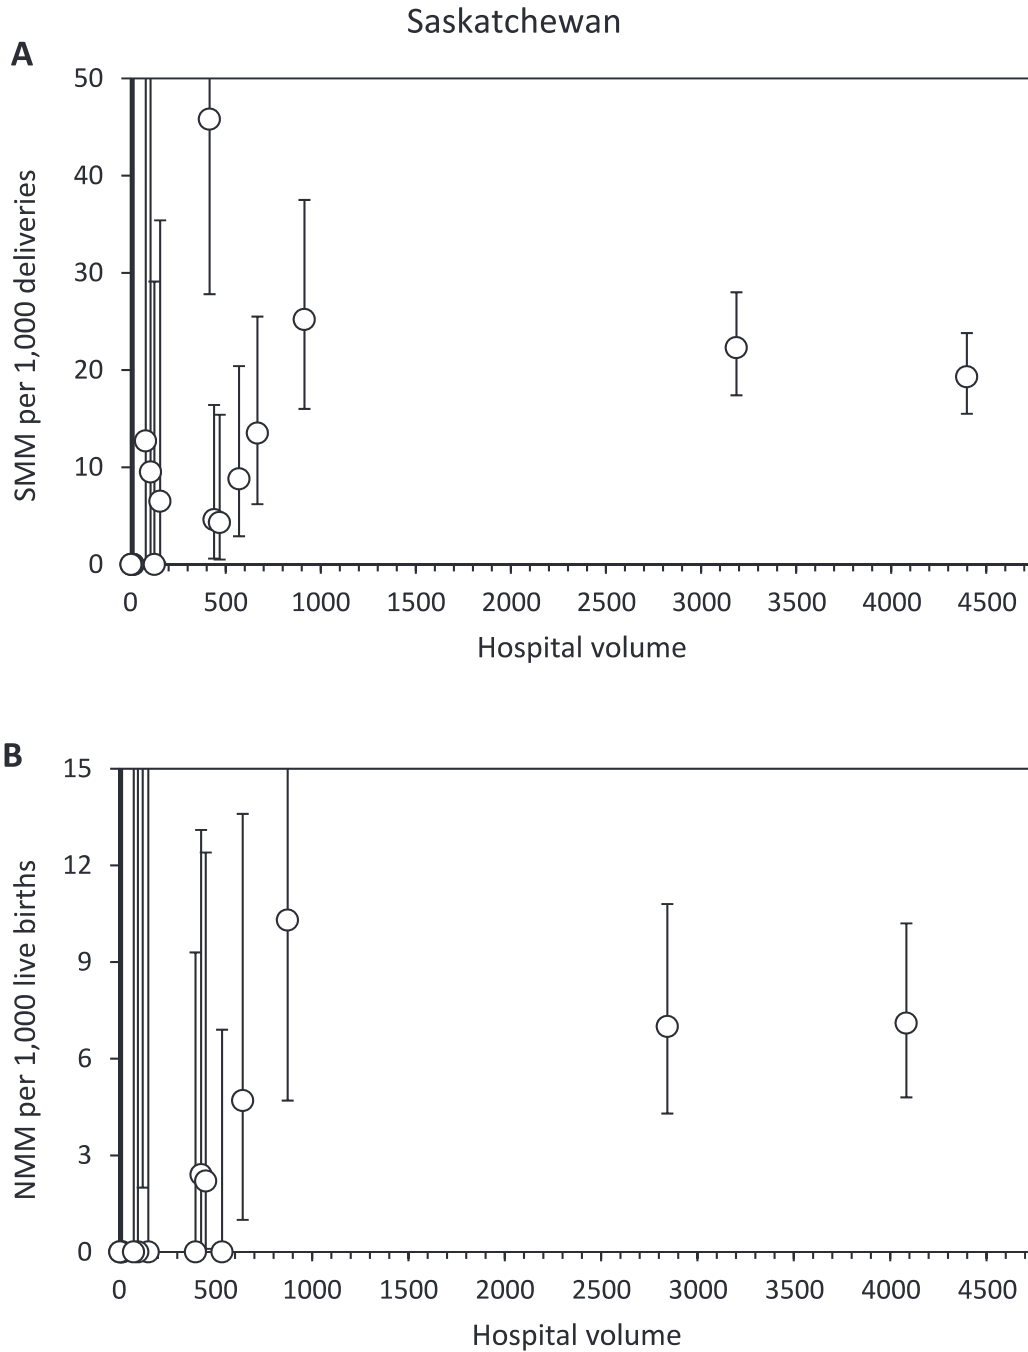 Saskatchewan
A
SMM per 1,000 deliveries
50
40
30
20
10
0
0 500 1000 1500 2000 2500 3000 3500 4000 4500
Hospital volume
B
NMM per 1,000 live births
15
12
9
6
3
0
0 500 1000 1500 2000 2500 3000 3500 4000 4500
Hospital volume